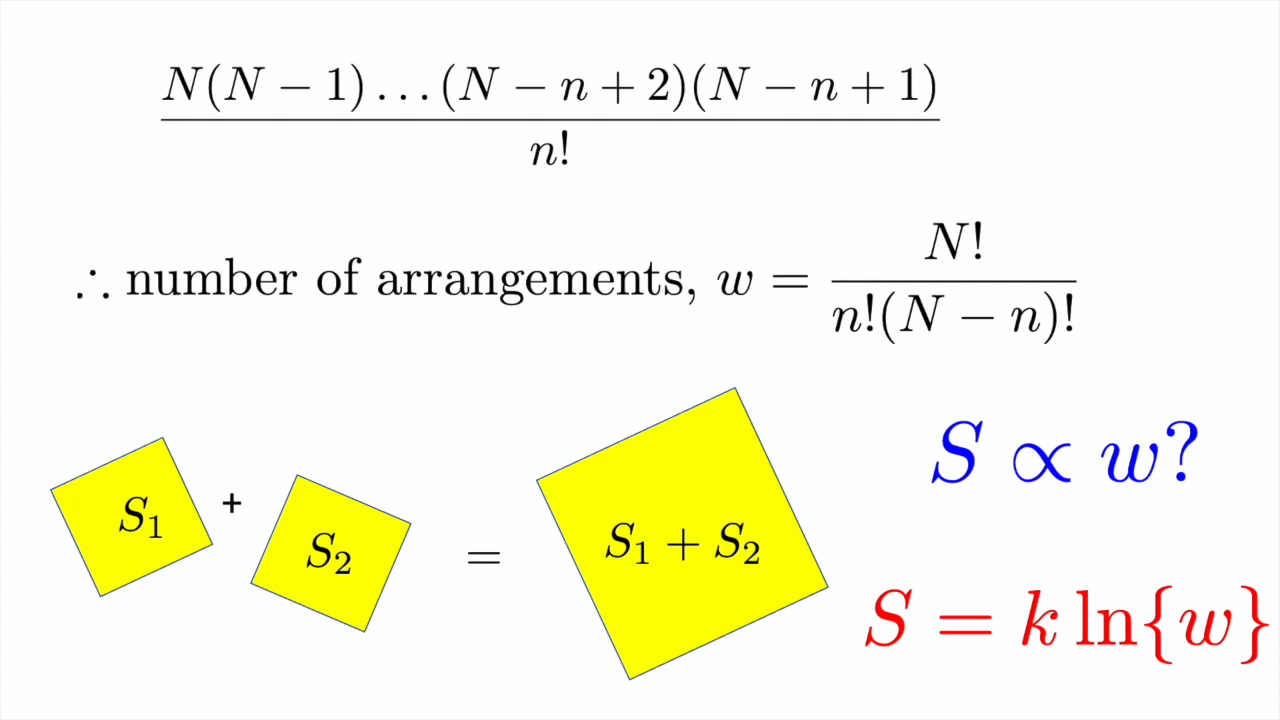 N(N − 1) . . . (N − n + 2)(N − n + 1)
n!
∴ number of arrangements, w = N! / n!(N − n)!
S₁ + S₂ = S₁ + S₂
S ∝ w?
S = k ln{w}